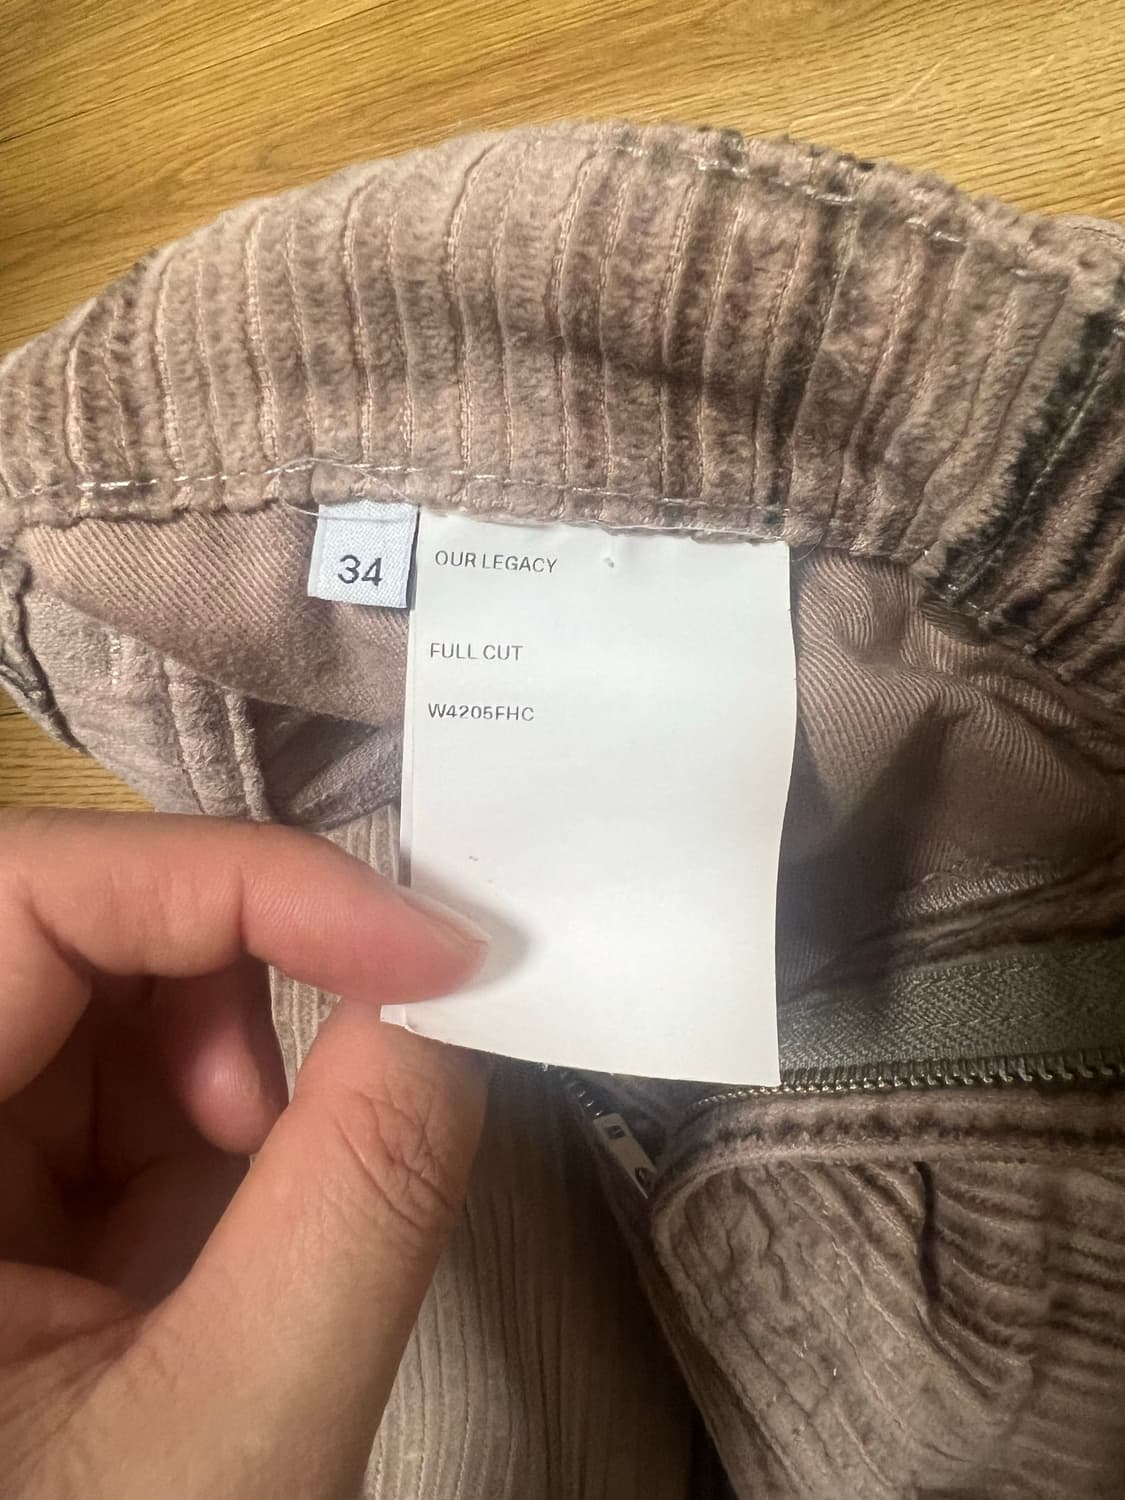 34
OUR LEGACY
FULL CUT
W4205FHC